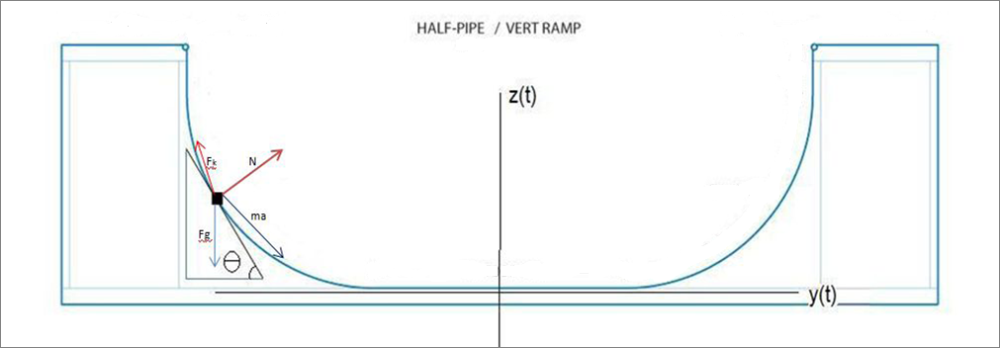 HALF-PIPE / VERT RAMP
z(t)
Fk
N
ma
Fg
θ
y(t)